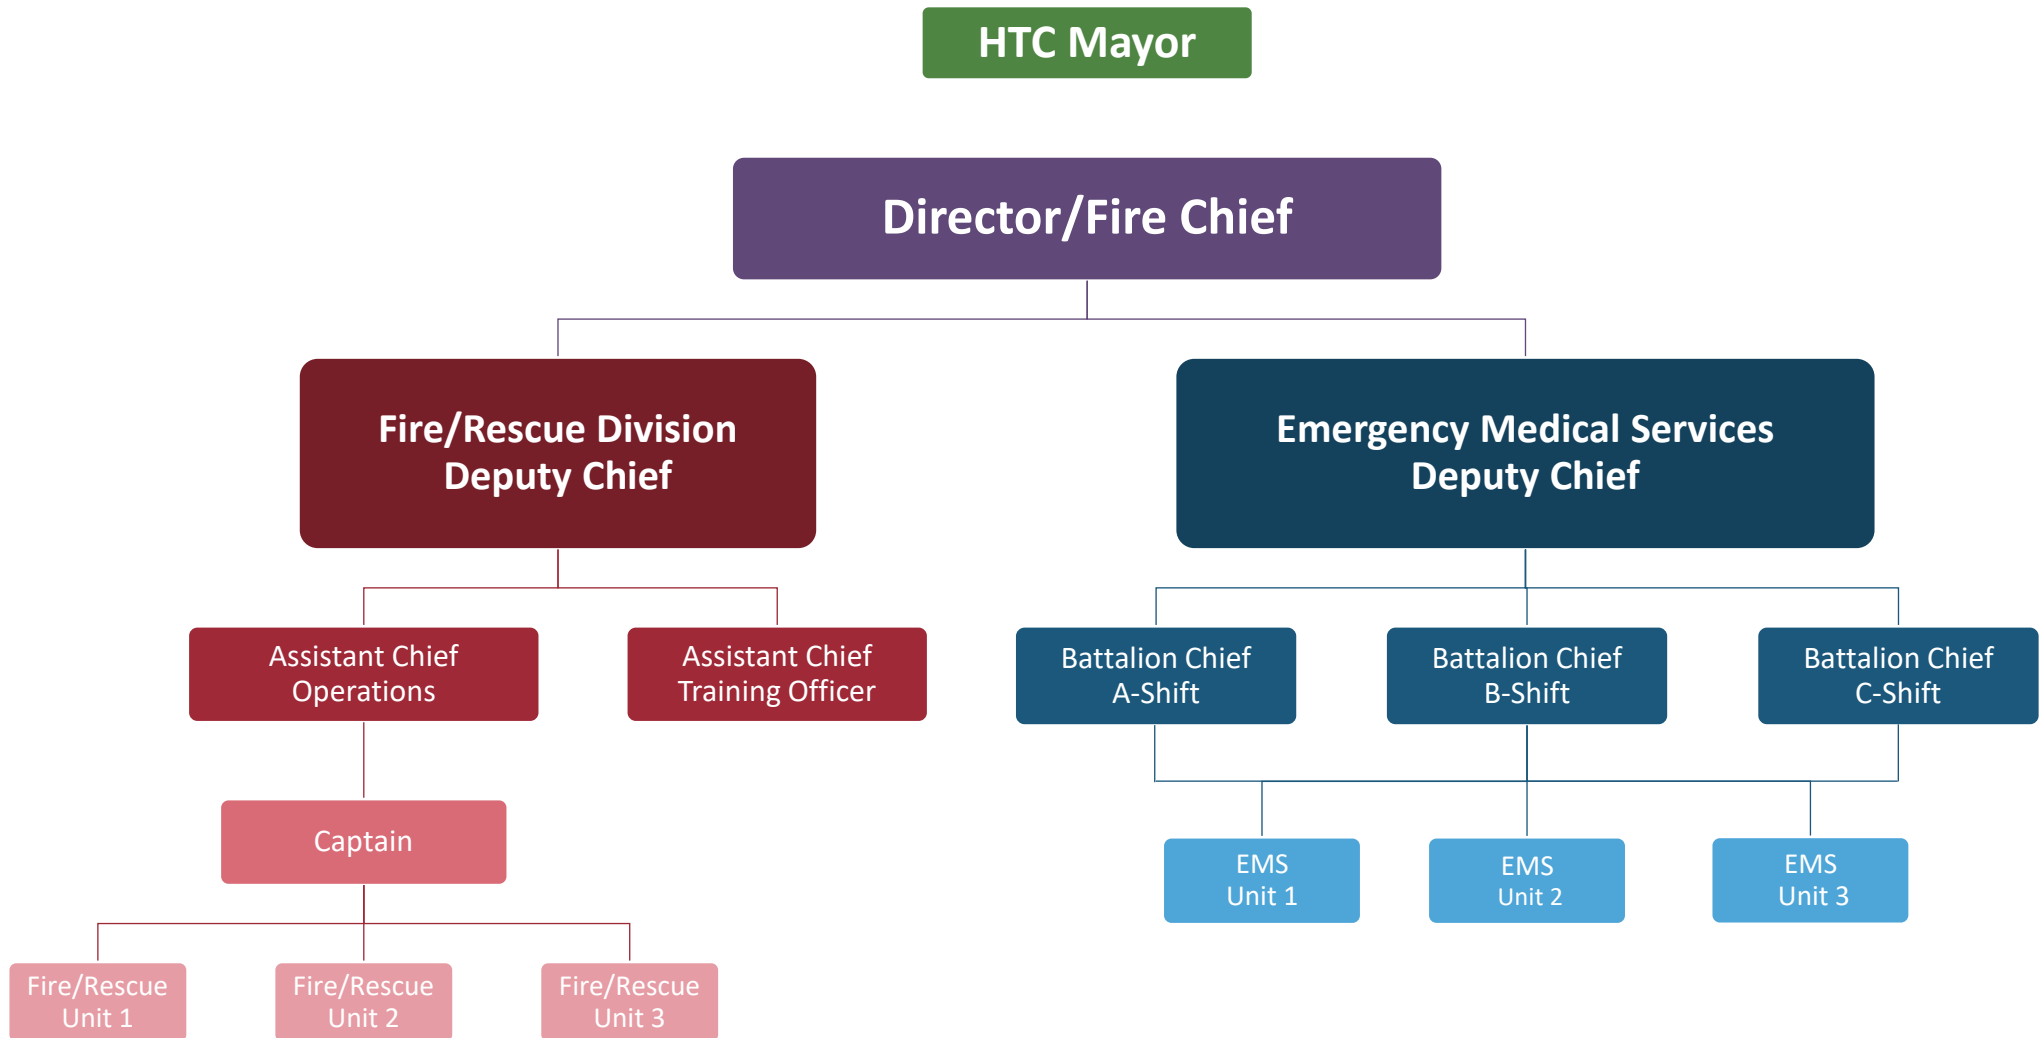 HTC Mayor
Director/Fire Chief
Fire/Rescue Division
Deputy Chief
Emergency Medical Services
Deputy Chief
Assistant Chief
Operations
Assistant Chief
Training Officer
Battalion Chief
A-Shift
Battalion Chief
B-Shift
Battalion Chief
C-Shift
Captain
EMS
Unit 1
EMS
Unit 2
EMS
Unit 3
Fire/Rescue
Unit 1
Fire/Rescue
Unit 2
Fire/Rescue
Unit 3